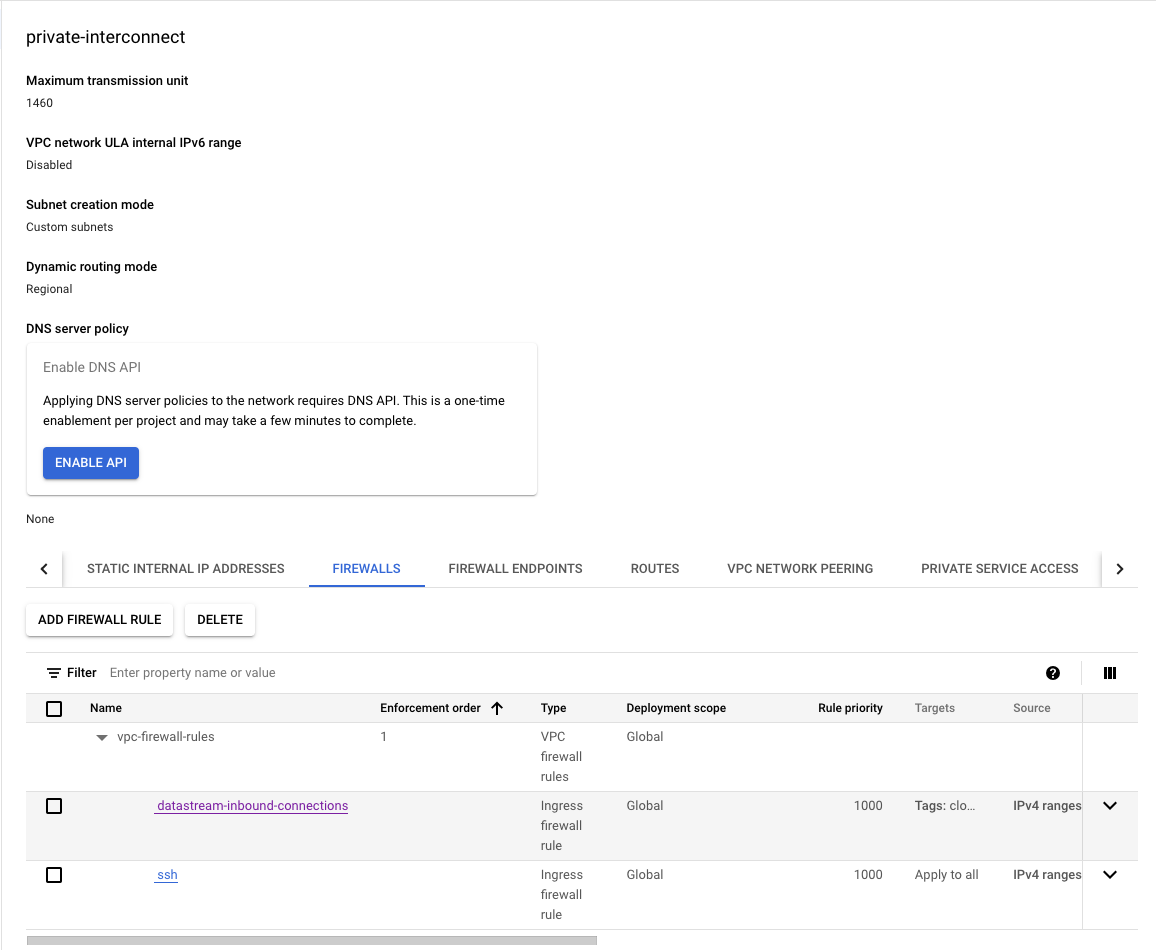 private-interconnect
Maximum transmission unit
1460
VPC network ULA internal IPv6 range
Disabled
Subnet creation mode
Custom subnets
Dynamic routing mode
Regional
DNS server policy
Enable DNS API
Applying DNS server policies to the network requires DNS API. This is a one-time
enablement per project and may take a few minutes to complete.
ENABLE API
None
STATIC INTERNAL IP ADDRESSES FIREWALLS FIREWALL ENDPOINTS ROUTES VPC NETWORK PEERING PRIVATE SERVICE ACCESS
ADD FIREWALL RULE DELETE
Filter Enter property name or value
Name Enforcement order Type Deployment scope Rule priority Targets Source
vpc-firewall-rules 1 VPC Global
firewall
rules
datastream-inbound-connections Ingress Global 1000 Tags: clo... IPv4 ranges
firewall
rule
ssh Ingress Global 1000 Apply to all IPv4 ranges
firewall
rule